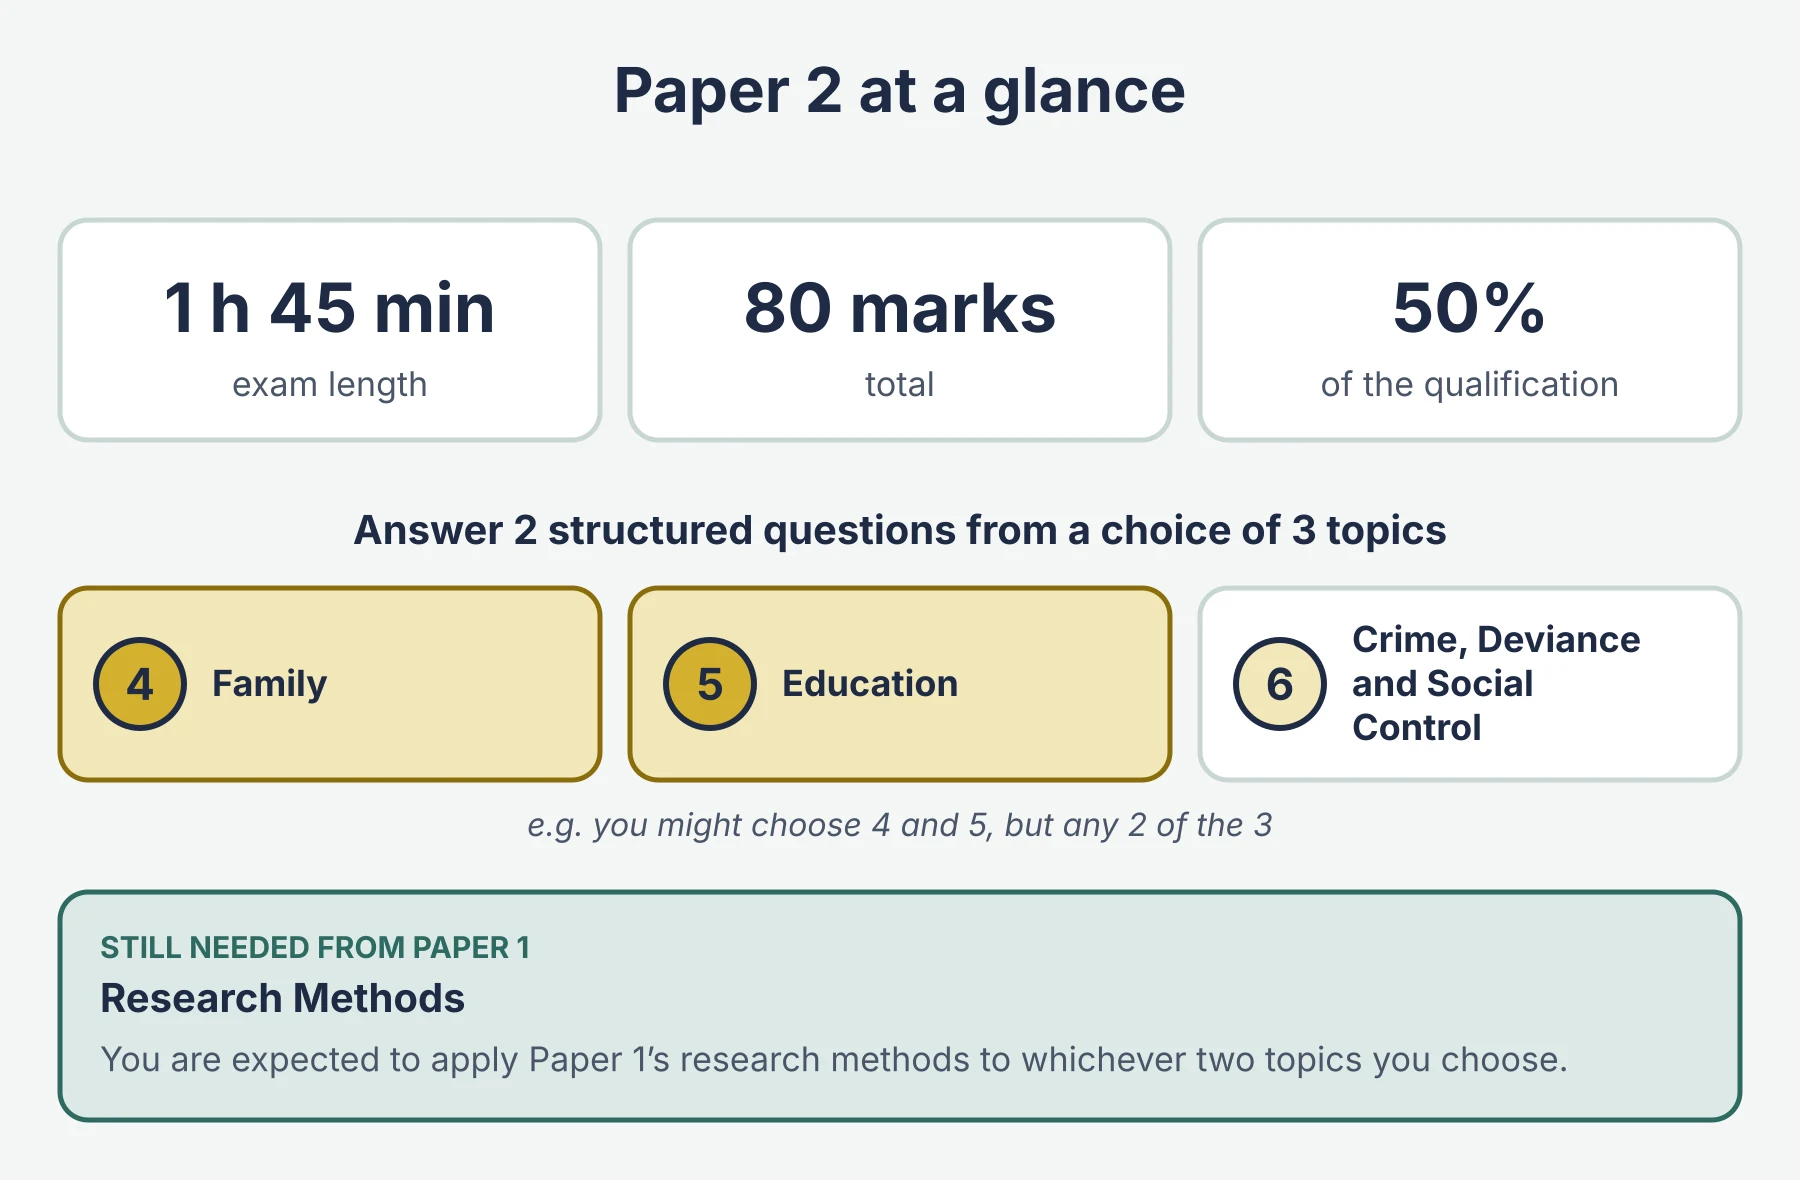 Paper 2 at a glance
1 h 45 min
exam length
80 marks
total
50%
of the qualification
Answer 2 structured questions from a choice of 3 topics
4
Family
5
Education
6
Crime, Deviance
and Social
Control
e.g. you might choose 4 and 5, but any 2 of the 3
STILL NEEDED FROM PAPER 1
Research Methods
You are expected to apply Paper 1’s research methods to whichever two topics you choose.